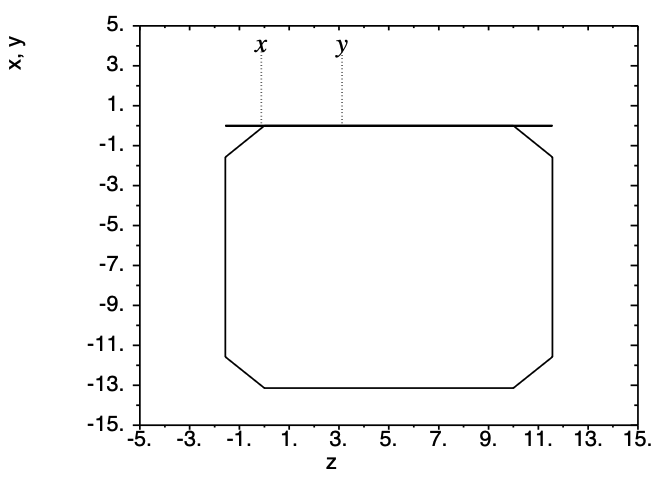 x, y
5.
x
y
3.
1.
-1.
-3.
-5.
-7.
-9.
-11.
-13.
-15.
-5. -3. -1. 1. 3. 5. 7. 9. 11. 13. 15.
z